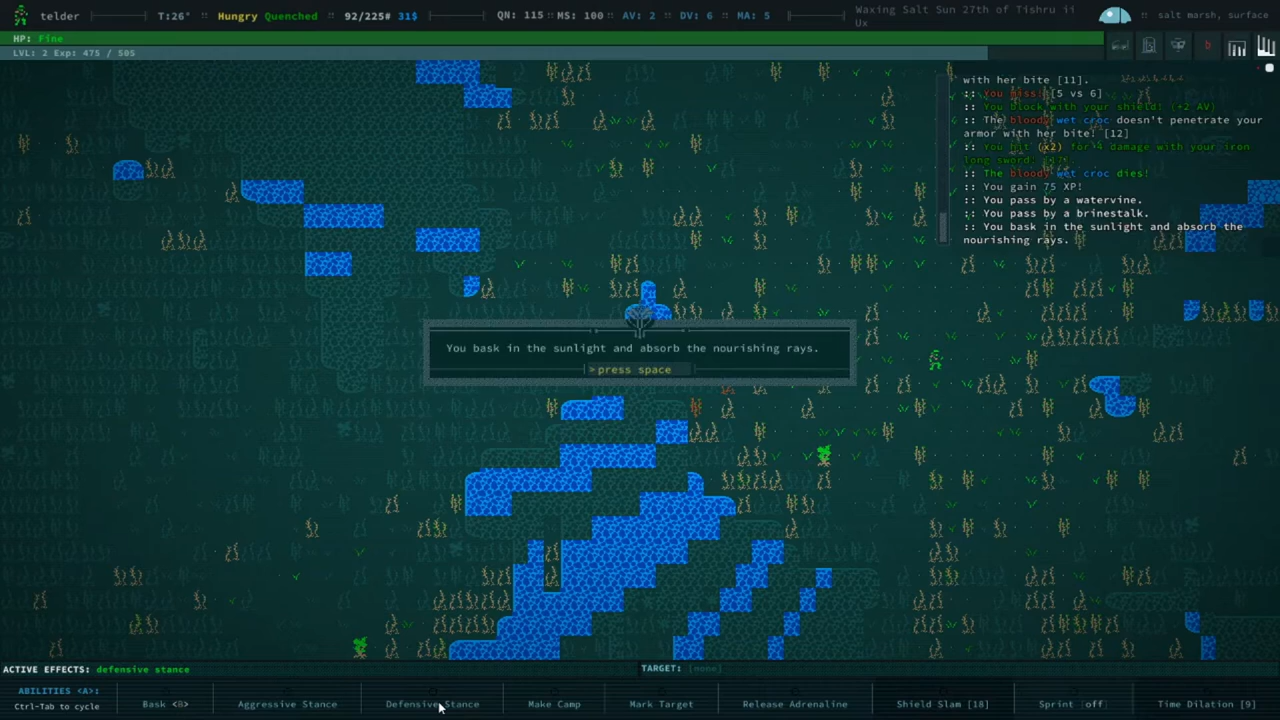 telder T:26° :: Hungry Quenched 92/225# 31$ QN: 115 :: MS: 100 :: AV: 2 :: DV: 6 :: MA: 5 Waxing Salt Sun 27th of Tishru ii Ux :: salt marsh, surface
HP: Fine
LVL: 2 Exp: 475 / 505
with her bite [11].
:: You miss! [5 vs 6]
:: You block with your shield! (+2 AV)
:: The bloody wet croc doesn't penetrate your
armor with her bite! [12]
:: You hit (x2) for 4 damage with your iron
long sword.
:: The bloody wet croc dies!
:: You gain 75 XP!
:: You pass by a watervine.
:: You pass by a brinestalk.
:: You bask in the sunlight and absorb the
nourishing rays.
You bask in the sunlight and absorb the nourishing rays.
>press space
ACTIVE EFFECTS: defensive stance TARGET: [none]
ABILITIES <A>:
Ctrl-Tab to cycle
Bask <8> Aggressive Stance Defensive Stance Make Camp Mark Target Release Adrenaline Shield Slam [18] Sprint [off] Time Dilation [9]